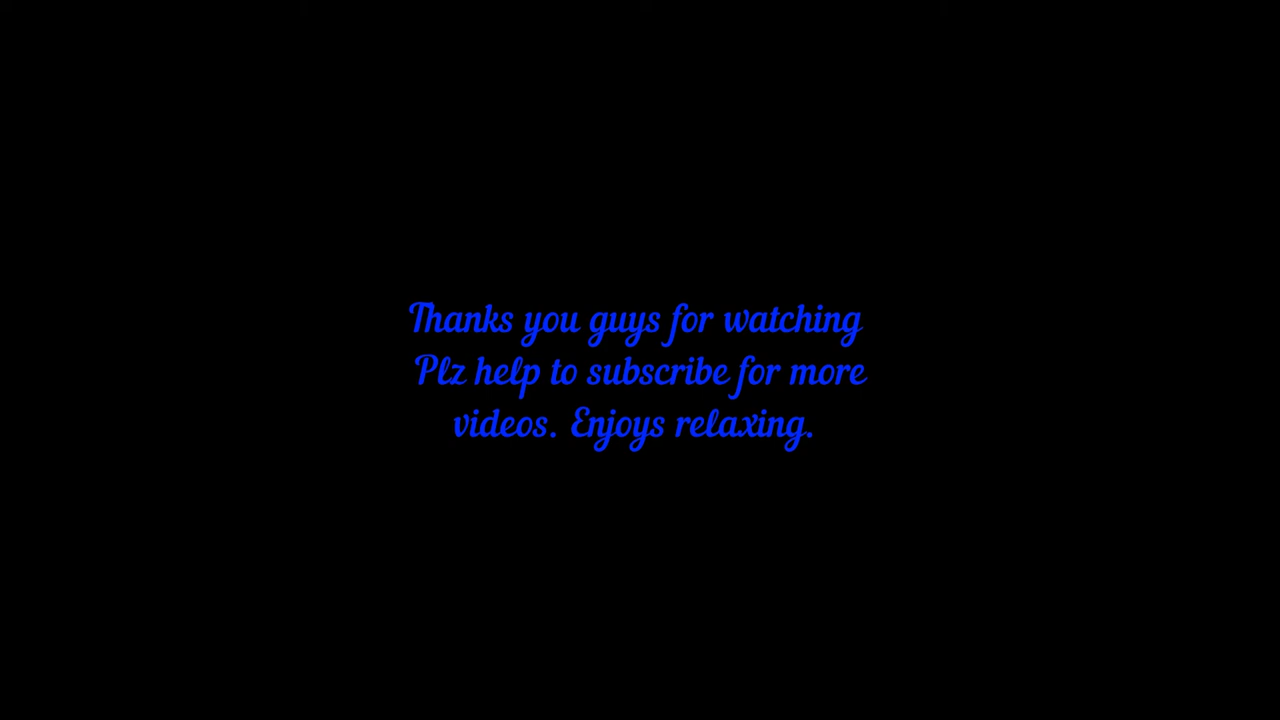 Thanks you guys for watching
Plz help to subscribe for more
videos. Enjoys relaxing.